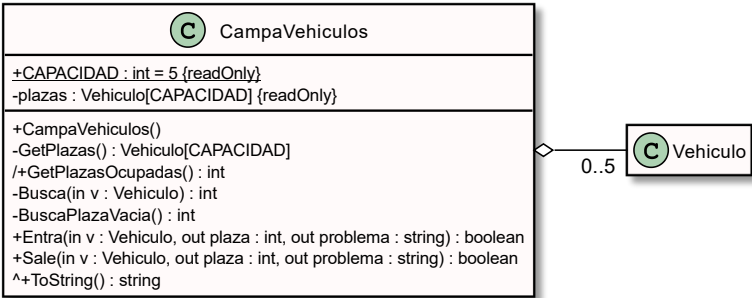 C CampaVehiculos
+CAPACIDAD : int = 5 {readOnly}
-plazas : Vehiculo[CAPACIDAD] {readOnly}
+CampaVehiculos()
-GetPlazas() : Vehiculo[CAPACIDAD]
/+GetPlazasOcupadas() : int
-Busca(in v : Vehiculo) : int
-BuscaPlazaVacia() : int
+Entra(in v : Vehiculo, out plaza : int, out problema : string) : boolean
+Sale(in v : Vehiculo, out plaza : int, out problema : string) : boolean
^+ToString() : string
0..5
C Vehiculo